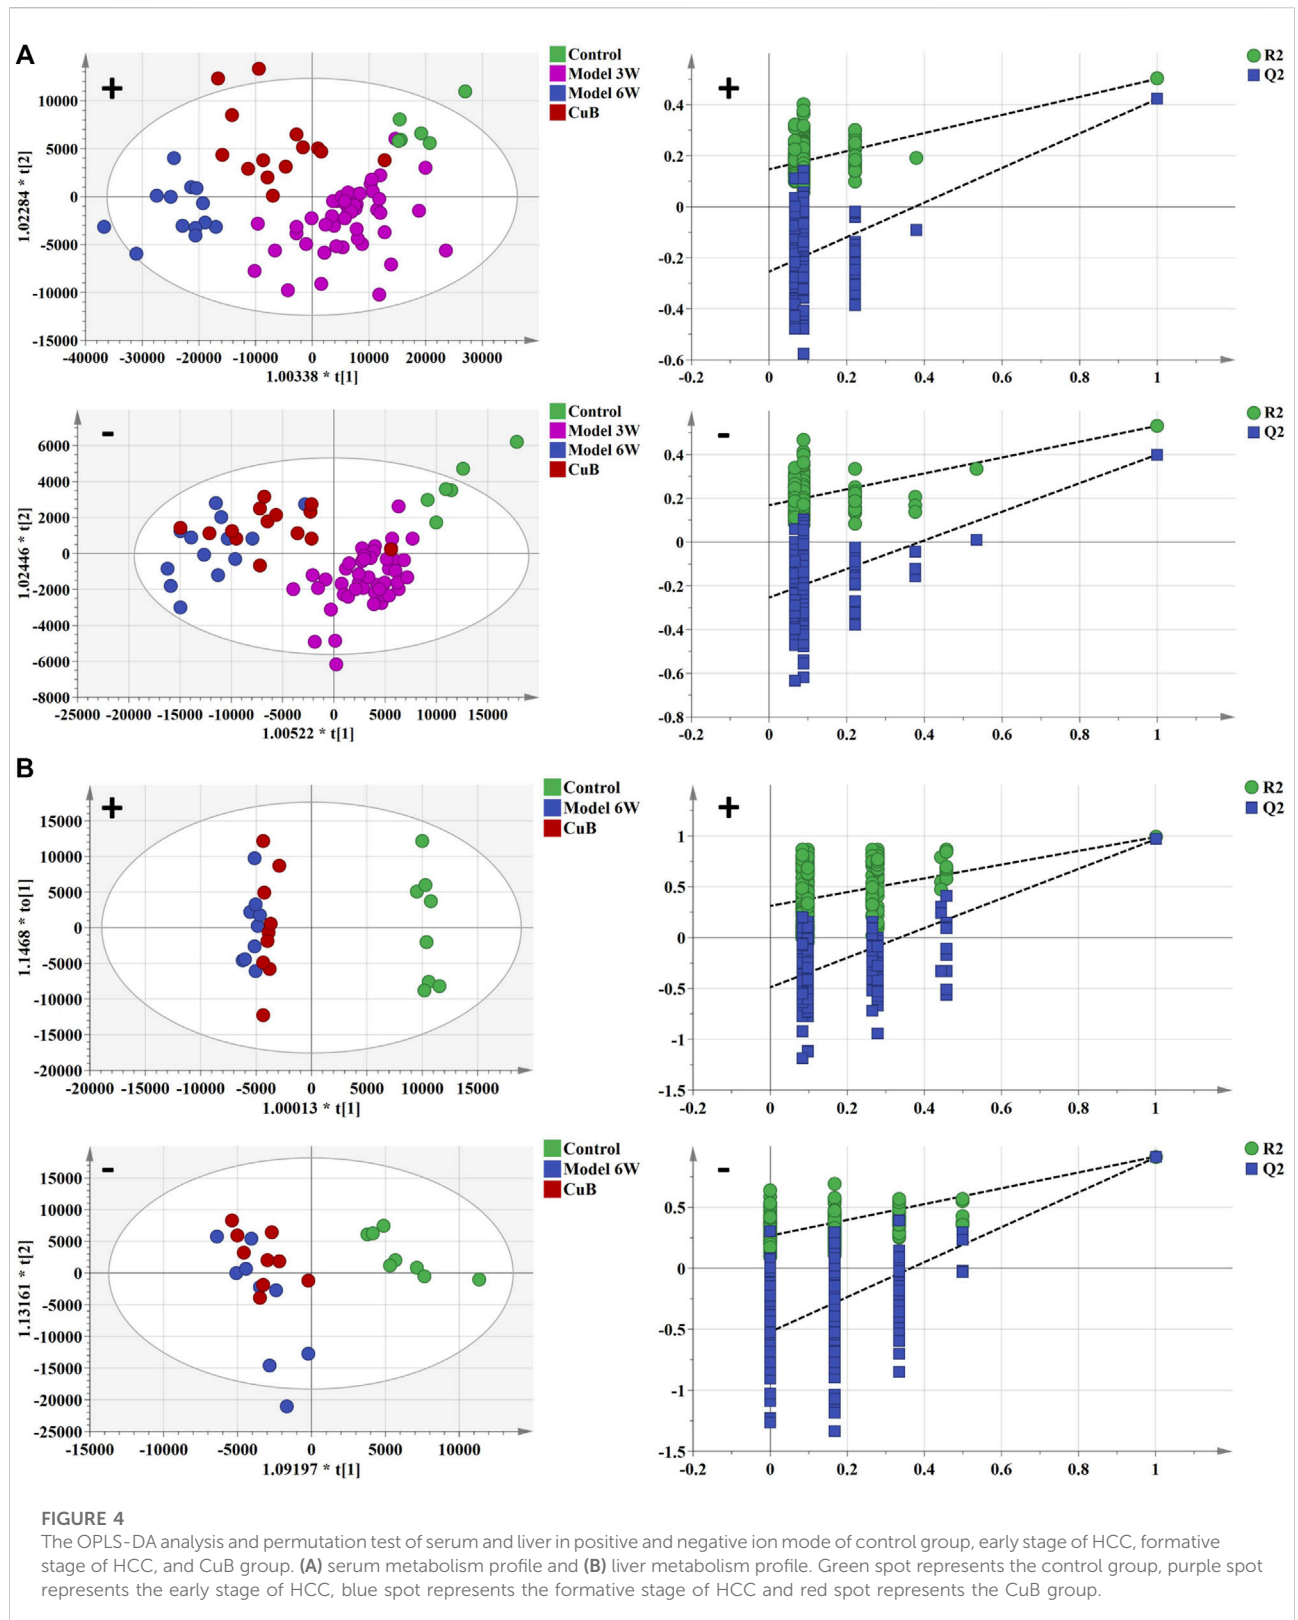 A
+
Control
Model 3W
Model 6W
CuB
10000
5000
0
-5000
-10000
-15000
1.02284 * t[2]
-40000 -30000 -20000 -10000 0 10000 20000 30000
1.00338 * t[1]
+
R2
Q2
0.4
0.2
0
-0.2
-0.4
-0.6
-0.2 0 0.2 0.4 0.6 0.8 1
-
Control
Model 3W
Model 6W
CuB
6000
4000
2000
0
-2000
-4000
-6000
-8000
1.02446 * t[2]
-25000 -20000 -15000 -10000 -5000 0 5000 10000 15000
1.00522 * t[1]
-
R2
Q2
0.4
0.2
0
-0.2
-0.4
-0.6
-0.8
-0.2 0 0.2 0.4 0.6 0.8 1
B
+
Control
Model 6W
CuB
15000
10000
5000
0
-5000
-10000
-15000
-20000
1.1468 * to[1]
-20000 -15000 -10000 -5000 0 5000 10000 15000
1.00013 * t[1]
+
R2
Q2
1
0.5
0
-0.5
-1
-1.5
-0.2 0 0.2 0.4 0.6 0.8 1
-
Control
Model 6W
CuB
15000
10000
5000
0
-5000
-10000
-15000
-20000
-25000
1.13161 * t[2]
-15000 -10000 -5000 0 5000 10000
1.09197 * t[1]
-
R2
Q2
0.5
0
-0.5
-1
-1.5
-0.2 0 0.2 0.4 0.6 0.8 1
FIGURE 4
The OPLS-DA analysis and permutation test of serum and liver in positive and negative ion mode of control group, early stage of HCC, formative
stage of HCC, and CuB group. (A) serum metabolism profile and (B) liver metabolism profile. Green spot represents the control group, purple spot
represents the early stage of HCC, blue spot represents the formative stage of HCC and red spot represents the CuB group.